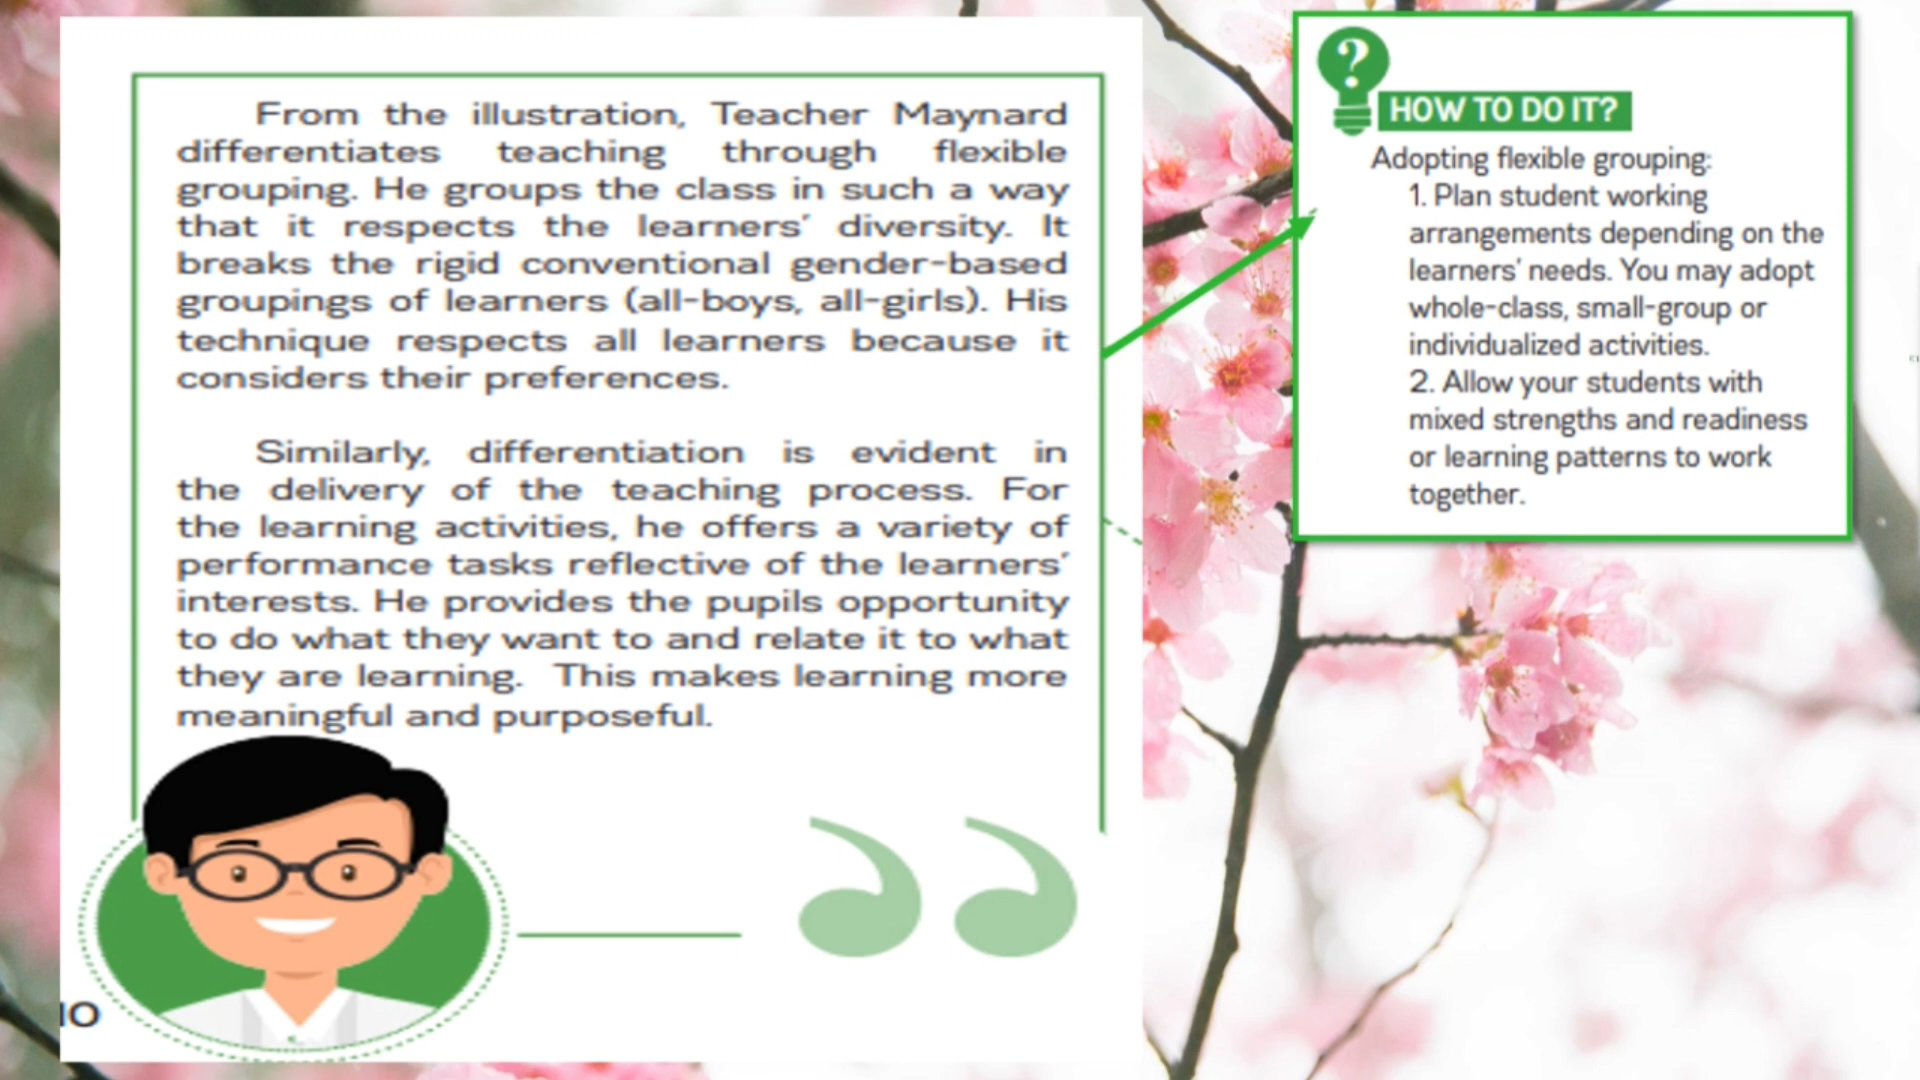 From the illustration, Teacher Maynard
differentiates teaching through flexible
grouping. He groups the class in such a way
that it respects the learners’ diversity. It
breaks the rigid conventional gender-based
groupings of learners (all-boys, all-girls). His
technique respects all learners because it
considers their preferences.
Similarly, differentiation is evident in
the delivery of the teaching process. For
the learning activities, he offers a variety of
performance tasks reflective of the learners’
interests. He provides the pupils opportunity
to do what they want to and relate it to what
they are learning. This makes learning more
meaningful and purposeful.
?
HOW TO DO IT?
Adopting flexible grouping:
1. Plan student working
arrangements depending on the
learners’ needs. You may adopt
whole-class, small-group or
individualized activities.
2. Allow your students with
mixed strengths and readiness
or learning patterns to work
together.